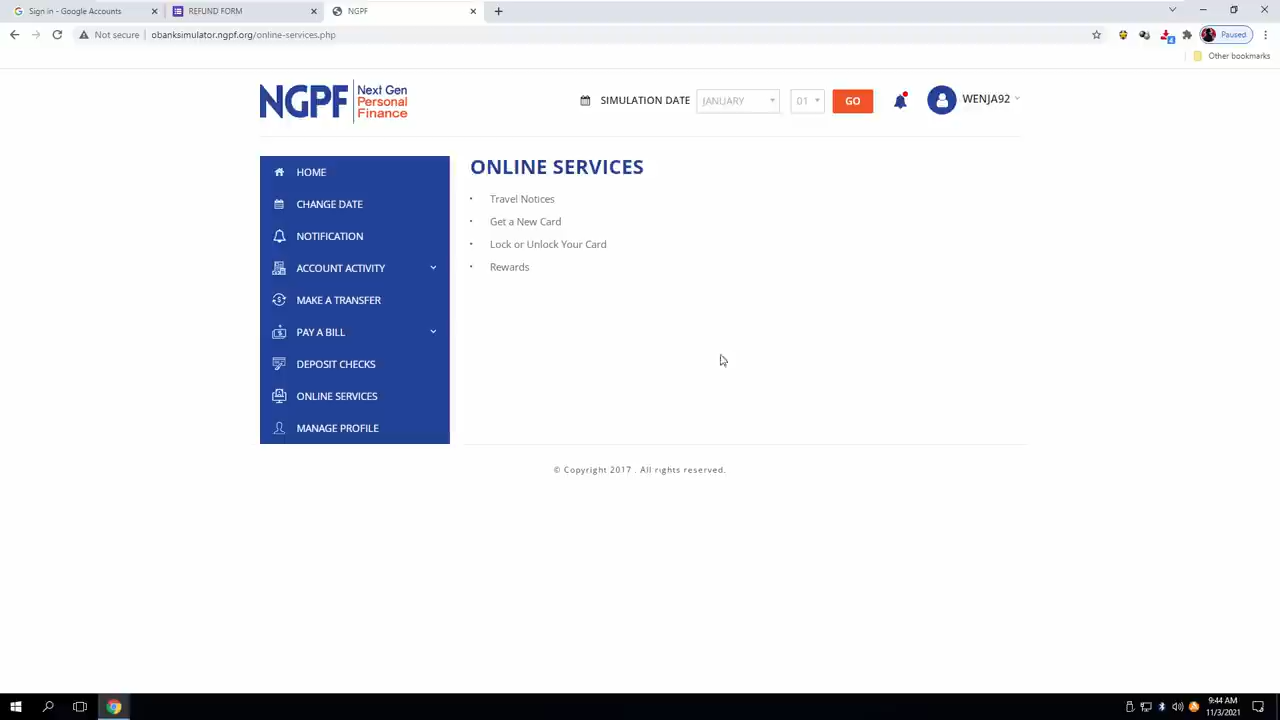 Sign in - Google Accounts
REFUND FORM
NGPF
Not secure
obanksimulator.ngpf.org/online-services.php
Paused
Other bookmarks
NGPF
Next Gen
Personal
Finance
SIMULATION DATE
JANUARY
01
GO
WENJA92
HOME
CHANGE DATE
NOTIFICATION
ACCOUNT ACTIVITY
MAKE A TRANSFER
PAY A BILL
DEPOSIT CHECKS
ONLINE SERVICES
MANAGE PROFILE
ONLINE SERVICES
• Travel Notices
• Get a New Card
• Lock or Unlock Your Card
• Rewards
© Copyright 2017 . All rights reserved.
9:44 AM
11/3/2021